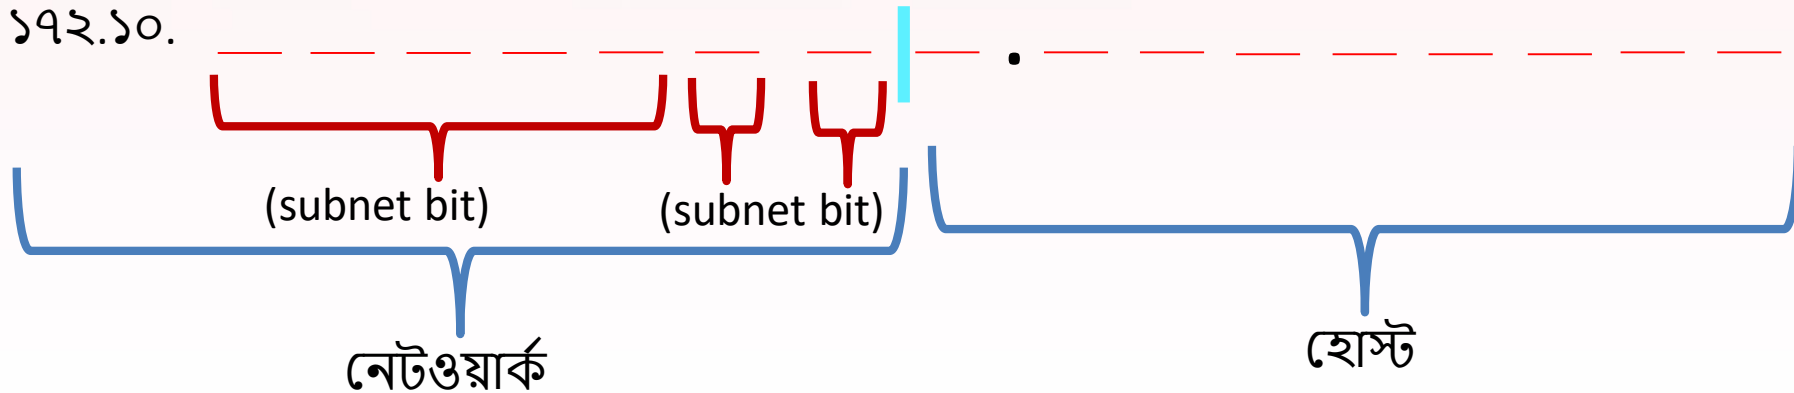 ১৭২.১০. _ _ _ _ _ _ _ _ . _ _ _ _ _ _ _ _
(subnet bit) (subnet bit)
নেটওয়ার্ক হোস্ট